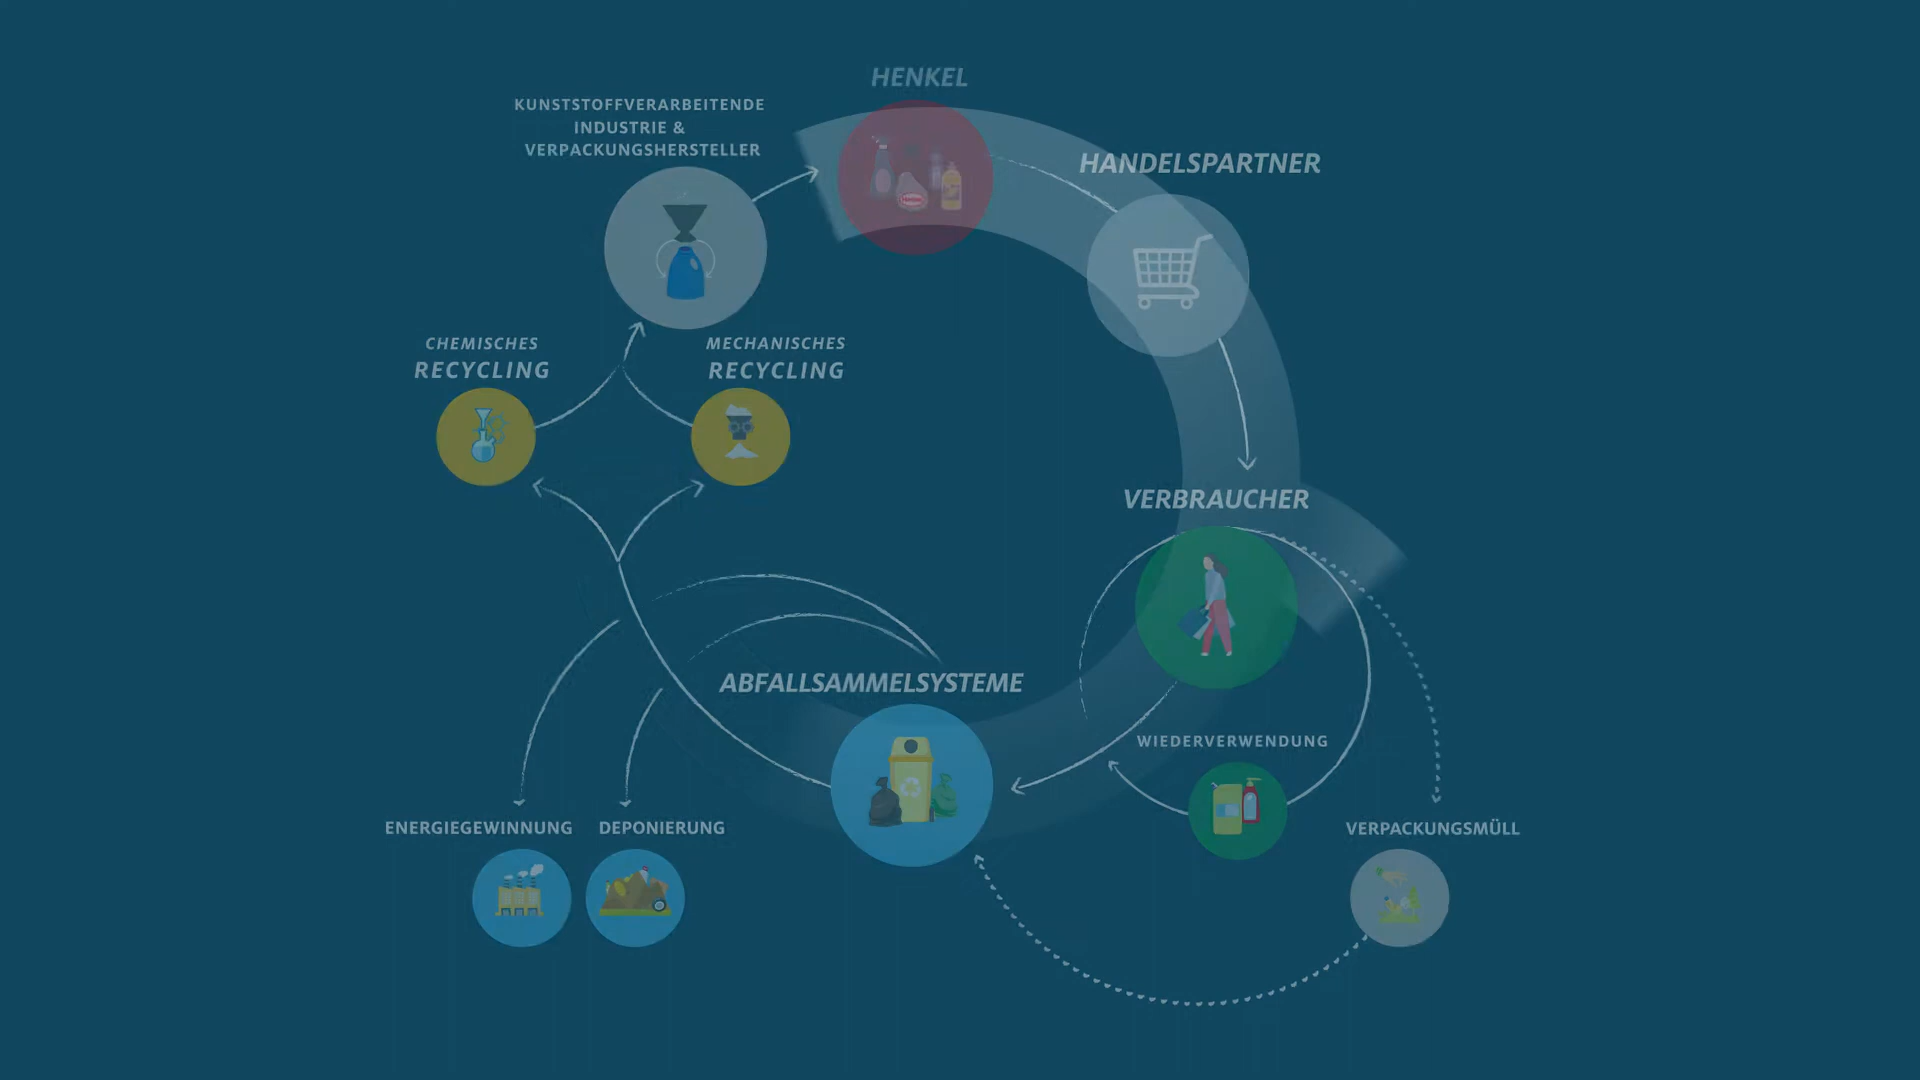 HENKEL
KUNSTSTOFFVERARBEITENDE
INDUSTRIE &
VERPACKUNGSHERSTELLER
HANDELSPARTNER
CHEMISCHES
RECYCLING
MECHANISCHES
RECYCLING
VERBRAUCHER
ABFALLSAMMELSYSTEME
WIEDERVERWENDUNG
ENERGIEGEWINNUNG
DEPONIERUNG
VERPACKUNGSMÜLL